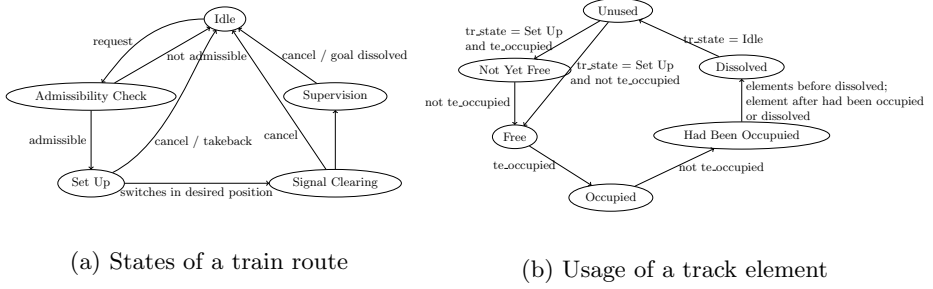 Idle
request
not admissible
cancel / goal dissolved
Admissibility Check
Supervision
admissible
cancel / takeback
cancel
Set Up
switches in desired position
Signal Clearing
(a) States of a train route
Unused
tr_state = Set Up
and te_occupied
tr_state = Idle
tr_state = Set Up
and not te_occupied
Not Yet Free
Dissolved
not te_occupied
elements before dissolved;
element after had been occupied
or dissolved
Free
Had Been Occupuied
te_occupied
not te_occupied
Occupied
(b) Usage of a track element